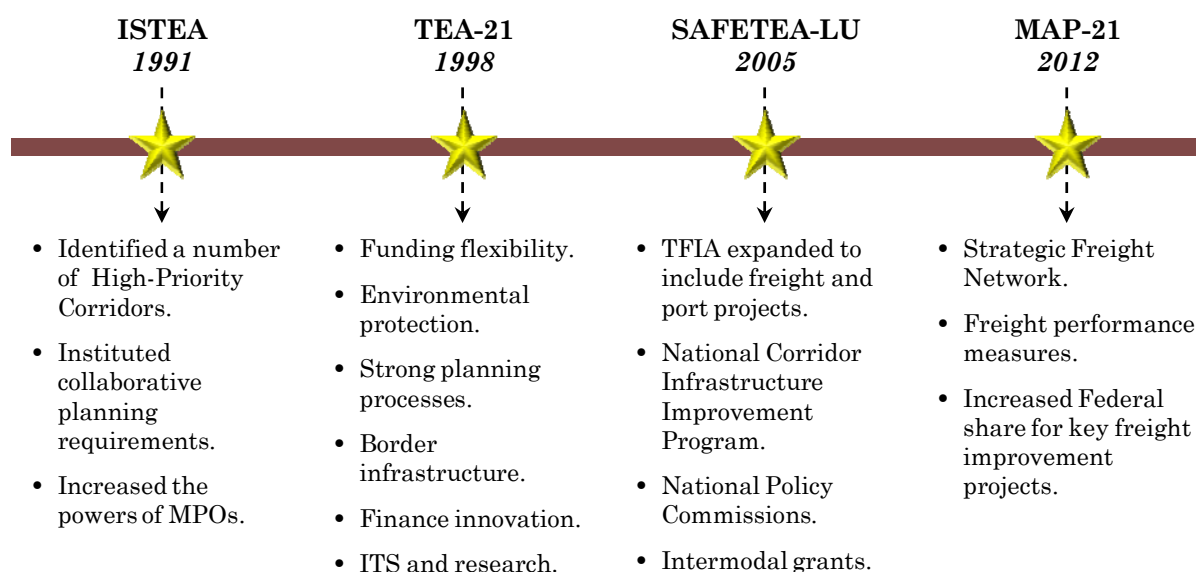 ISTEA
1991
TEA-21
1998
SAFETEA-LU
2005
MAP-21
2012
• Identified a number
of High-Priority
Corridors.
• Instituted
collaborative
planning
requirements.
• Increased the
powers of MPOs.
• Funding flexibility.
• Environmental
protection.
• Strong planning
processes.
• Border
infrastructure.
• Finance innovation.
• ITS and research.
• TFIA expanded to
include freight and
port projects.
• National Corridor
Infrastructure
Improvement
Program.
• National Policy
Commissions.
• Intermodal grants.
• Strategic Freight
Network.
• Freight performance
measures.
• Increased Federal
share for key freight
improvement
projects.